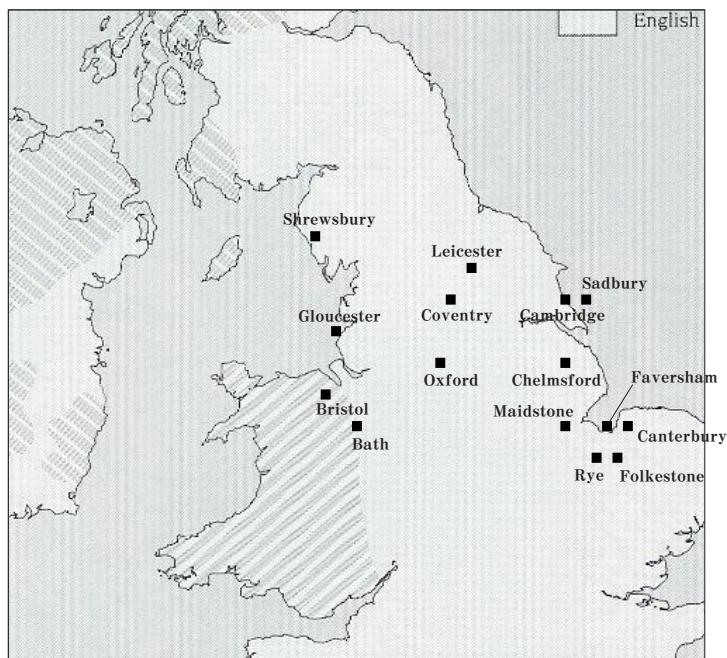 English
Shrewsbury
Leicester
Sadbury
Gloucester
Coventry
Cambridge
Oxford
Chelmsford
Faversham
Bristol
Maidstone
Canterbury
Bath
Rye
Folkestone